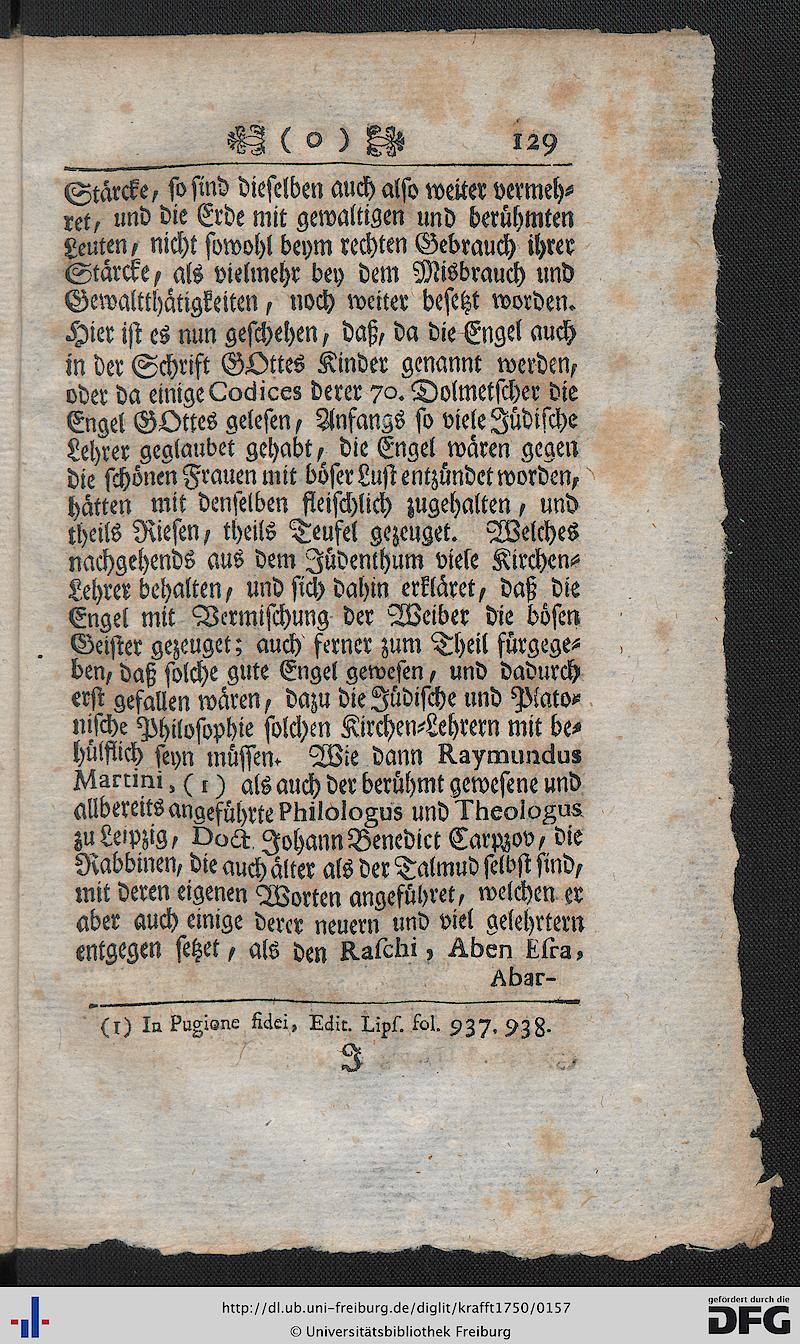 ( 0 ) 129
Stärcke, so sind dieselben auch also weiter vermeh-
ret, und die Erde mit gewaltigen und berühmten
Leuten, nicht sowohl beym rechten Gebrauch ihrer
Stärcke, als vielmehr bey dem Misbrauch und
Gewaltthätigkeiten, noch weiter besetzt worden.
Hier ist es nun geschehen, daß, da die Engel auch
in der Schrift GOttes Kinder genannt werden,
oder da einige Codices derer 70. Dolmetscher die
Engel GOttes gelesen, Anfangs so viele Jüdische
Lehrer geglaubet gehabt, die Engel wären gegen
die schönen Frauen mit böser Lust entzündet worden,
hätten mit denselben fleischlich zugehalten, und
theils Riesen, theils Teufel gezeuget. Welches
nachgehends aus dem Jüdenthum viele Kirchen-
Lehrer behalten, und sich dahin erkläret, daß die
Engel mit Vermischung der Weiber die bösen
Geister gezeuget; auch ferner zum Theil fürgege-
ben, daß solche gute Engel gewesen, und dadurch
erst gefallen wären, dazu die Jüdische und Plato-
nische Philosophie solchen Kirchen-Lehrern mit be-
hülflich seyn müssen. Wie dann Raymundus
Martini, (1) als auch der berühmt gewesene und
allbereits angeführte Philologus und Theologus
zu Leipzig, Doct. Johann Benedict Carpzov, die
Rabbinen, die auch älter als der Talmud selbst sind,
mit deren eigenen Worten angeführet, welchen er
aber auch einige derer neuern und viel gelehrtern
entgegen setzet, als den Raschi, Aben Esra,
Abar-
(1) In Pugione fidei, Edit. Lips. fol. 937. 938.
J
http://dl.ub.uni-freiburg.de/diglit/krafft1750/0157
© Universitätsbibliothek Freiburg
gefördert durch die
DFG